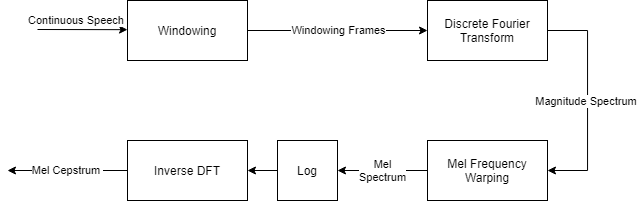 Continuous Speech
Windowing
Windowing Frames
Discrete Fourier
Transform
Magnitude Spectrum
Mel Frequency
Warping
Mel
Spectrum
Log
Inverse DFT
Mel Cepstrum